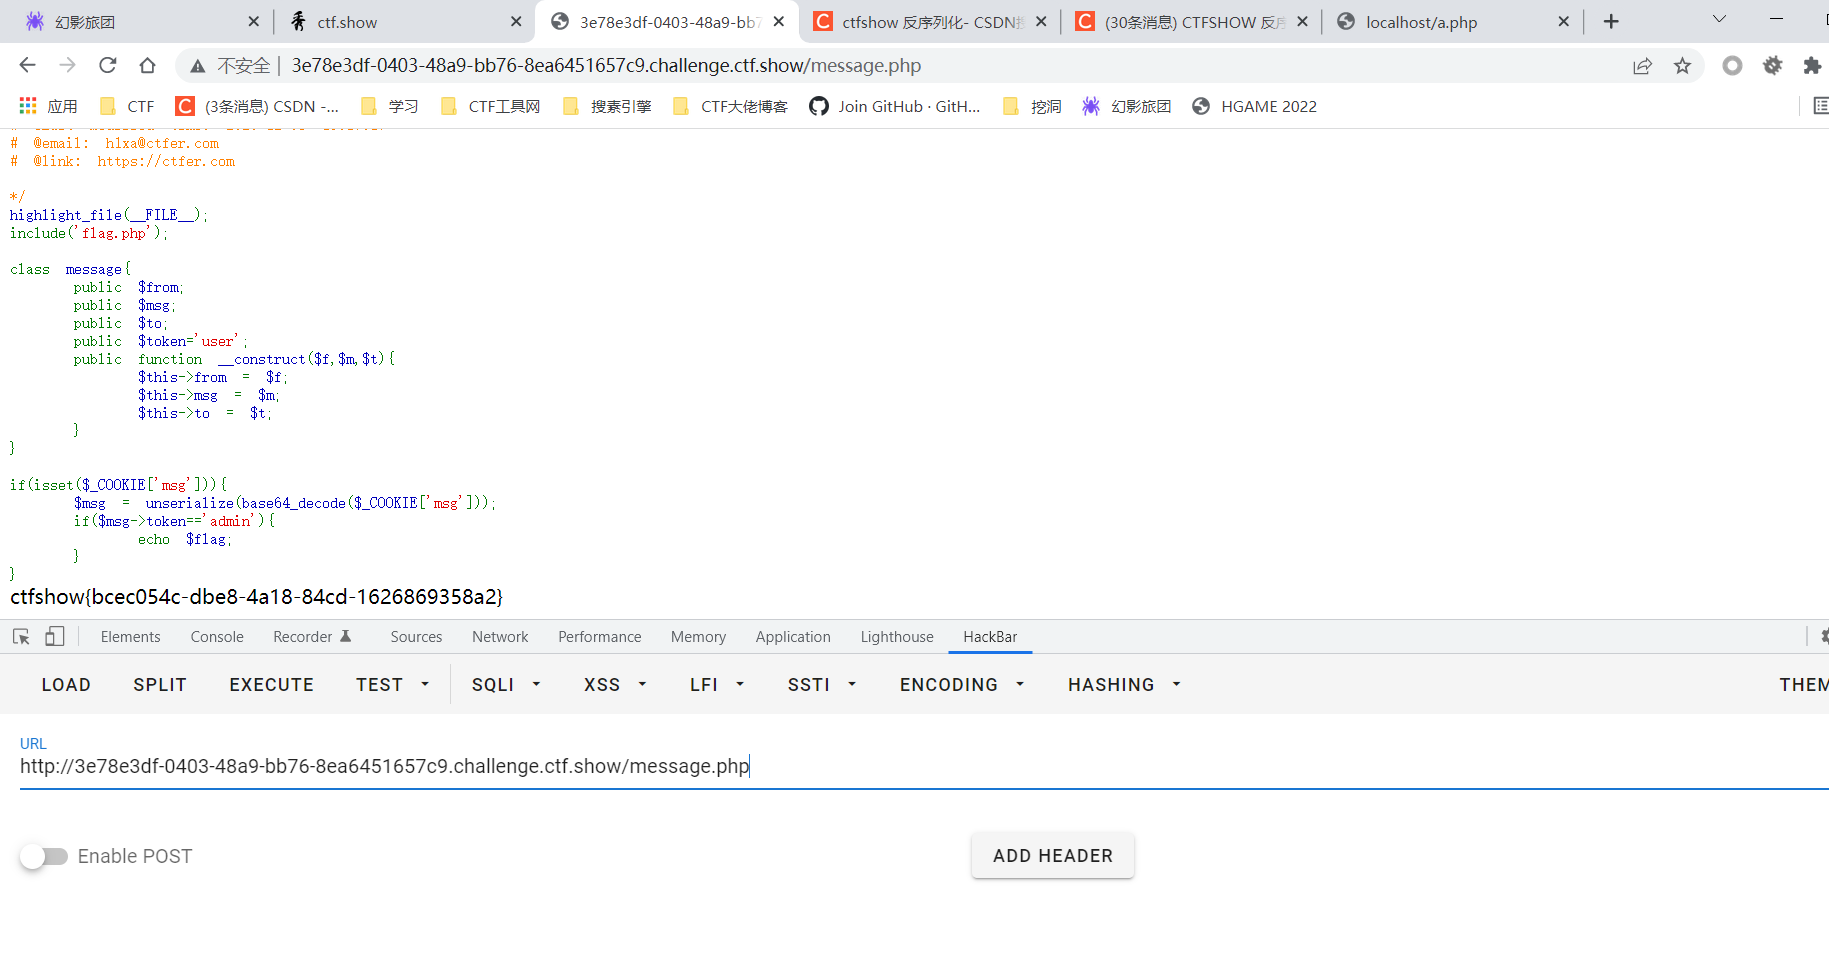 幻影旅团
ctf.show
3e78e3df-0403-48a9-bb7
ctfshow 反序列化- CSDN
(30条消息) CTFSHOW 反
localhost/a.php
不安全 | 3e78e3df-0403-48a9-bb76-8ea6451657c9.challenge.ctf.show/message.php
应用
CTF
(3条消息) CSDN -...
学习
CTF工具网
搜素引擎
CTF大佬博客
Join GitHub · GitH...
挖洞
幻影旅团
HGAME 2022
# @email: h1xa@ctfer.com
# @link: https://ctfer.com
*/
highlight_file(__FILE__);
include('flag.php');
class message{
public $from;
public $msg;
public $to;
public $token='user';
public function __construct($f,$m,$t){
$this->from = $f;
$this->msg = $m;
$this->to = $t;
}
}
if(isset($_COOKIE['msg'])){
$msg = unserialize(base64_decode($_COOKIE['msg']));
if($msg->token=='admin'){
echo $flag;
}
}
ctfshow{bcec054c-dbe8-4a18-84cd-1626869358a2}
Elements Console Recorder Sources Network Performance Memory Application Lighthouse HackBar
LOAD SPLIT EXECUTE TEST SQLI XSS LFI SSTI ENCODING HASHING THEM
URL
http://3e78e3df-0403-48a9-bb76-8ea6451657c9.challenge.ctf.show/message.php
Enable POST
ADD HEADER